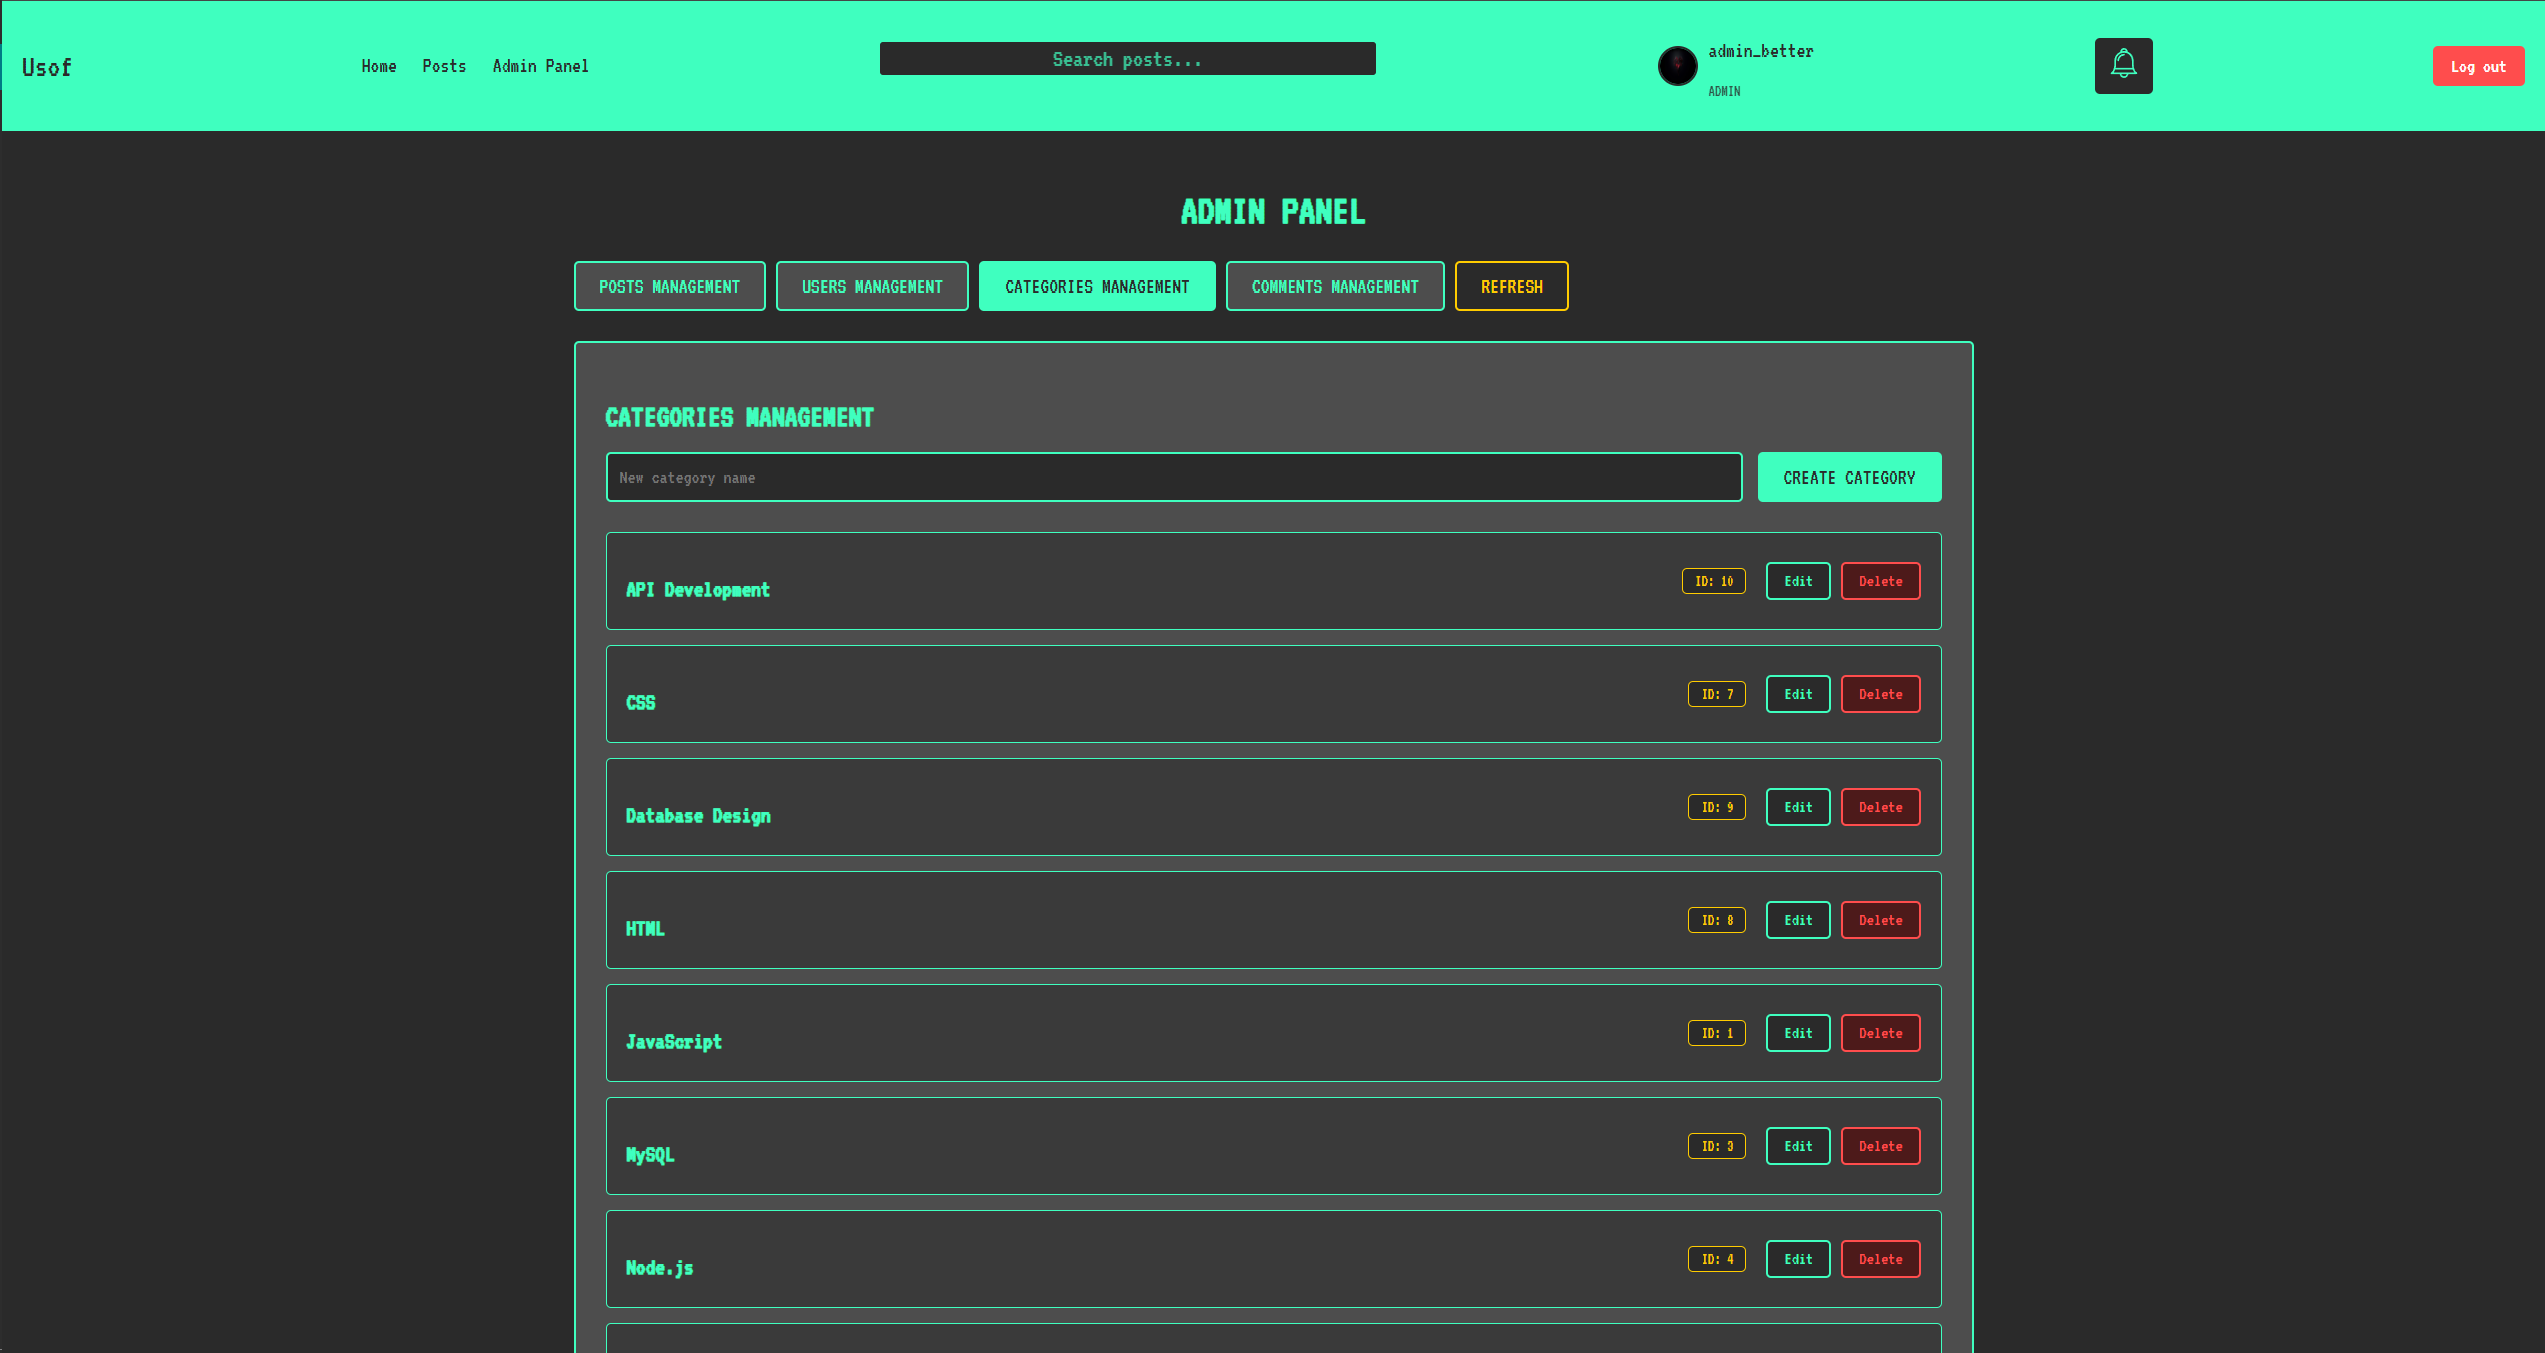 Usof
Home Posts Admin Panel
Search posts...
admin_better
ADMIN
Log out
ADMIN PANEL
POSTS MANAGEMENT USERS MANAGEMENT CATEGORIES MANAGEMENT COMMENTS MANAGEMENT REFRESH
CATEGORIES MANAGEMENT
New category name CREATE CATEGORY
API Development ID: 10 Edit Delete
CSS ID: 7 Edit Delete
Database Design ID: 9 Edit Delete
HTML ID: 8 Edit Delete
JavaScript ID: 1 Edit Delete
MySQL ID: 3 Edit Delete
Node.js ID: 4 Edit Delete